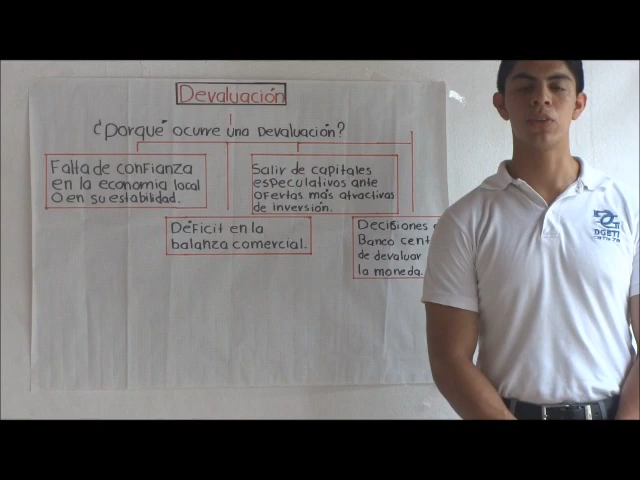 Devaluación
¿Porqué ocurre una devaluación?
Falta de confianza
en la economía local
O en su estabilidad.
Salir de capitales
especulativos ante
ofertas más atractivas
de inversión.
Déficit en la
balanza comercial.
Decisiones
Banco
de devaluar
la moneda.
DGETI